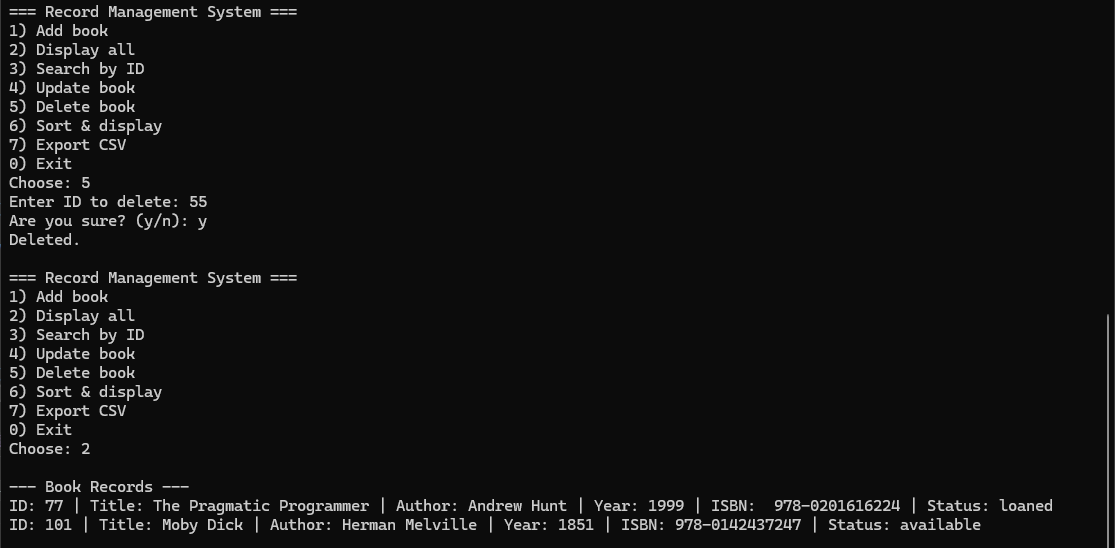 === Record Management System ===
1) Add book
2) Display all
3) Search by ID
4) Update book
5) Delete book
6) Sort & display
7) Export CSV
0) Exit
Choose: 5
Enter ID to delete: 55
Are you sure? (y/n): y
Deleted.

=== Record Management System ===
1) Add book
2) Display all
3) Search by ID
4) Update book
5) Delete book
6) Sort & display
7) Export CSV
0) Exit
Choose: 2

--- Book Records ---
ID: 77 | Title: The Pragmatic Programmer | Author: Andrew Hunt | Year: 1999 | ISBN:  978-0201616224 | Status: loaned
ID: 101 | Title: Moby Dick | Author: Herman Melville | Year: 1851 | ISBN: 978-0142437247 | Status: available